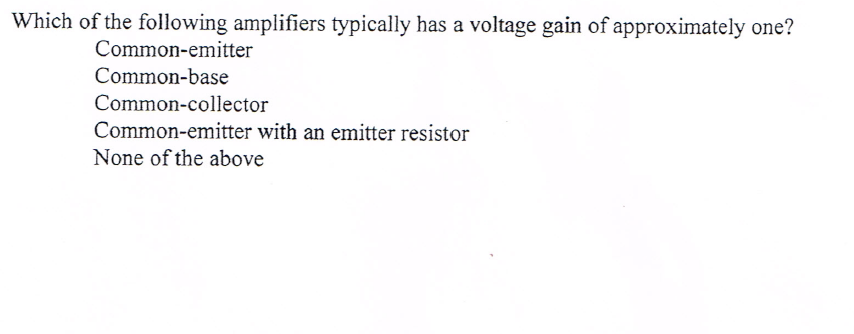 Which of the following amplifiers typically has a voltage gain of approximately one?
Common-emitter
Common-base
Common-collector
Common-emitter with an emitter resistor
None of the above